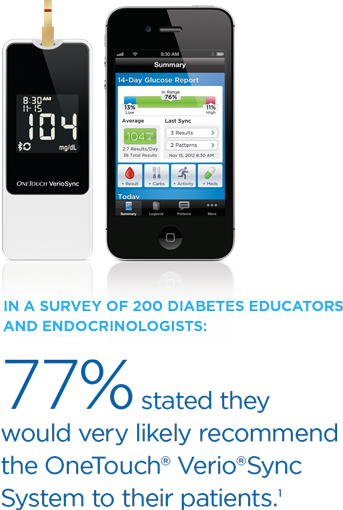 8:30 AM
11-15
104
mg/dL
ONETOUCH VerioSync
8:30 AM
Summary
14-Day Glucose Report
In Range
76%
13%
Low
11%
High
Average
Last Sync
104
3 Results
2 Patterns
2.7 Results/Day
38 Total Results
Nov 15, 2012 8:30 AM
+ Result
+ Carbs
+ Activity
+ Meds
Today
Summary
Logbook
Patterns
More
IN A SURVEY OF 200 DIABETES EDUCATORS
AND ENDOCRINOLOGISTS:
77% stated they
would very likely recommend
the OneTouch® Verio®Sync
System to their patients.¹